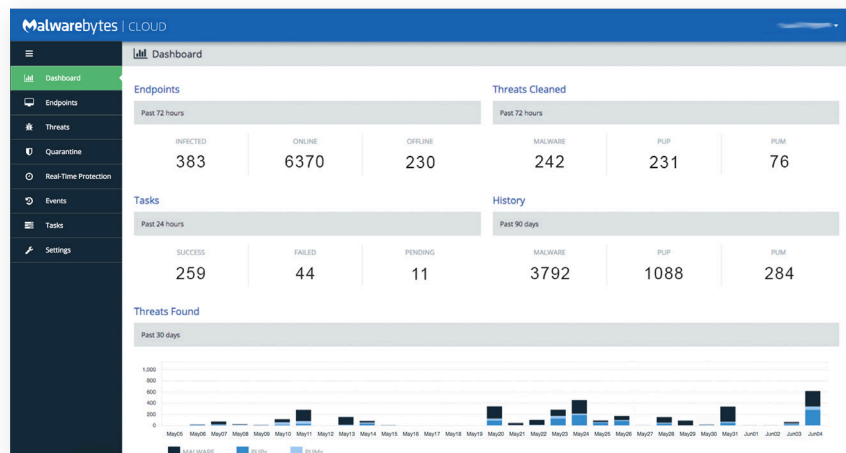 Malwarebytes | CLOUD
Dashboard
Dashboard
Endpoints
Threats
Quarantine
Real-Time Protection
Events
Tasks
Settings
Endpoints
Past 72 hours
INFECTED ONLINE OFFLINE
383 6370 230
Threats Cleaned
Past 72 hours
MALWARE PUP PUM
242 231 76
Tasks
Past 24 hours
SUCCESS FAILED PENDING
259 44 11
History
Past 90 days
MALWARE PUP PUM
3792 1088 284
Threats Found
Past 30 days
1,000
800
600
400
200
0
May05 May06 May07 May08 May09 May10 May11 May12 May13 May14 May15 May16 May17 May18 May19 May20 May21 May22 May23 May24 May25 May26 May27 May28 May29 May30 May31 Jun01 Jun02 Jun03 Jun04
MALWARE PUPs PUMs